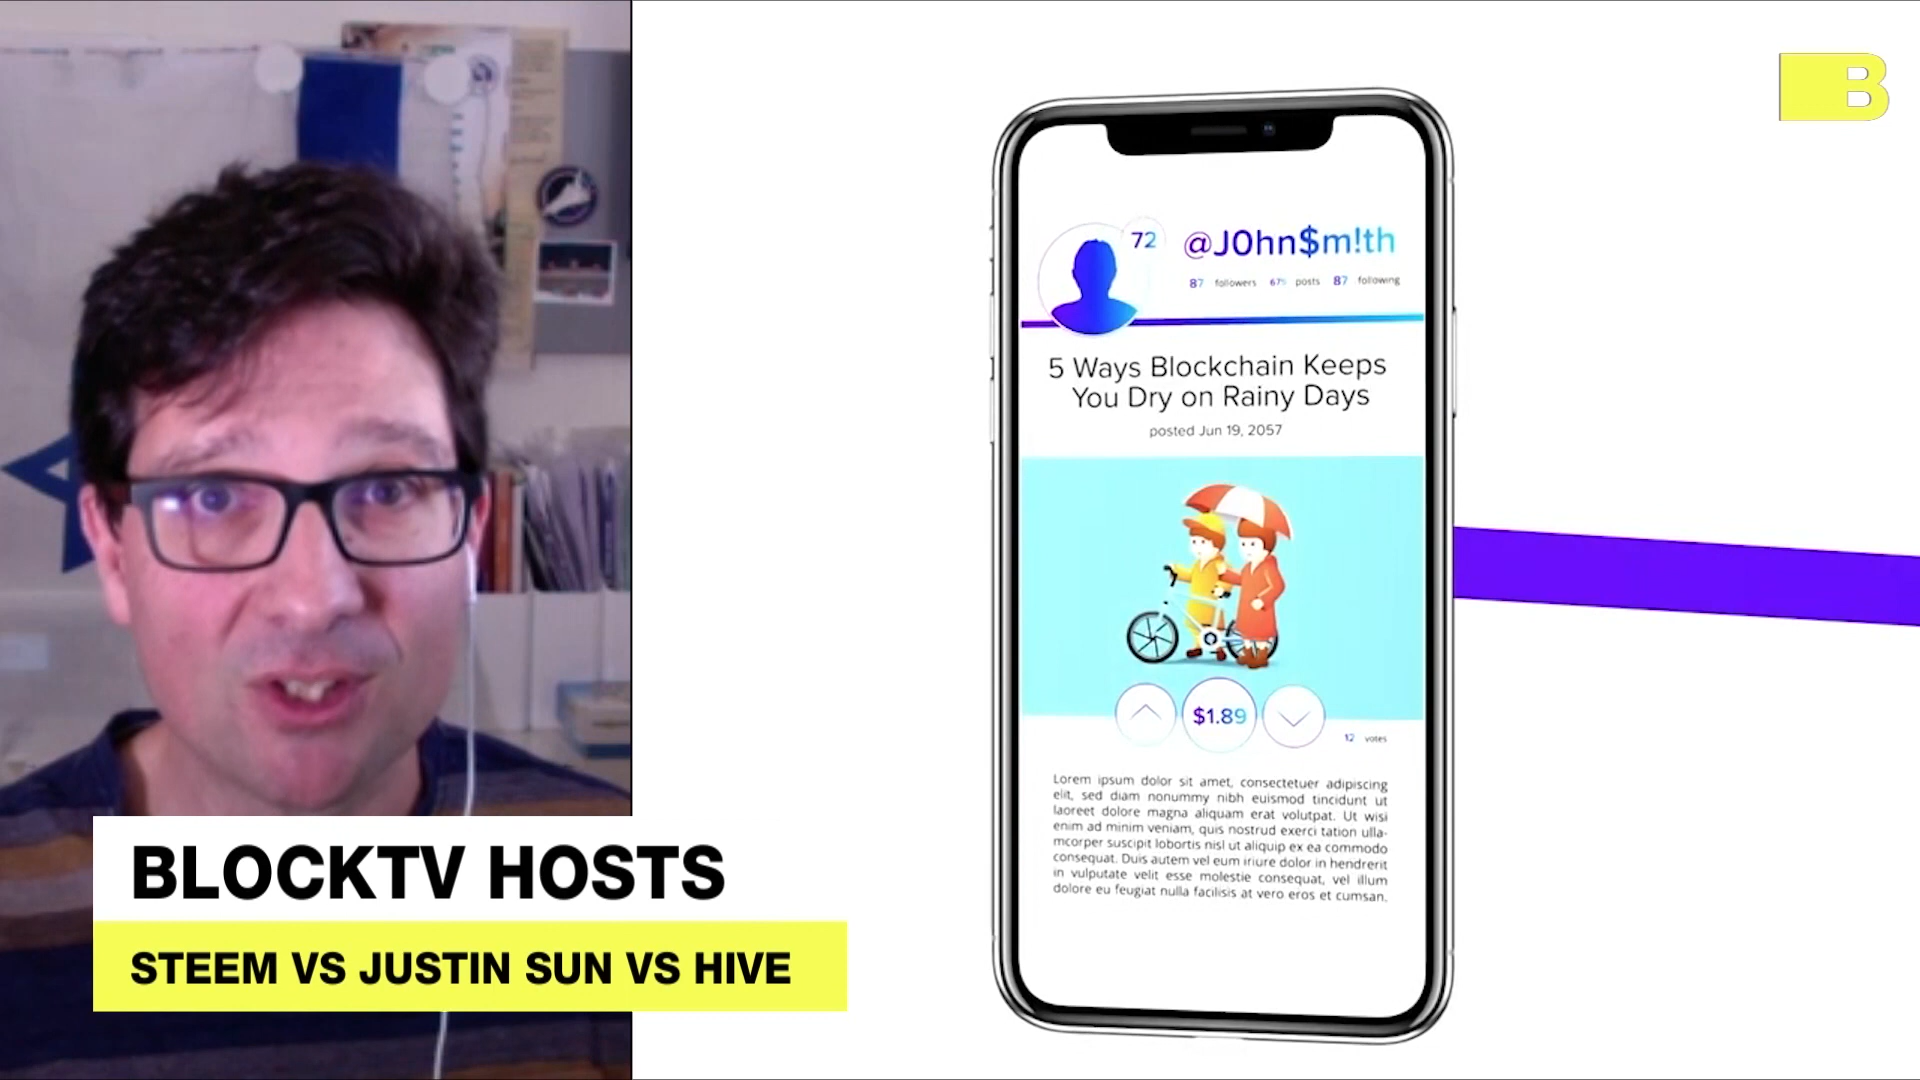 B
72
@J0hn$m!th
87 followers 675 posts 87 following
5 Ways Blockchain Keeps
You Dry on Rainy Days
posted Jun 19, 2057
$1.89
12 votes
Lorem ipsum dolor sit amet, consectetuer adipiscing
elit, sed diam nonummy nibh euismod tincidunt ut
laoreet dolore magna aliquam erat volutpat. Ut wisi
enim ad minim veniam, quis nostrud exerci tation ulla-
mcorper suscipit lobortis nisl ut aliquip ex ea commodo
consequat. Duis autem vel eum iriure dolor in hendrerit
in vulputate velit esse molestie consequat, vel illum
dolore eu feugiat nulla facilisis at vero eros et cumsan.
BLOCKTV HOSTS
STEEM VS JUSTIN SUN VS HIVE